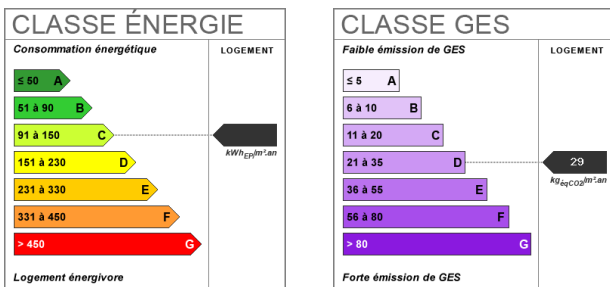 CLASSE ÉNERGIE
Consommation énergétique
LOGEMENT
≤ 50 A
51 à 90 B
91 à 150 C
151 à 230 D
231 à 330 E
331 à 450 F
> 450 G
kWhEP/m².an
Logement énergivore
CLASSE GES
Faible émission de GES
LOGEMENT
≤ 5 A
6 à 10 B
11 à 20 C
21 à 35 D
36 à 55 E
56 à 80 F
> 80 G
29
kgéqCO2/m².an
Forte émission de GES